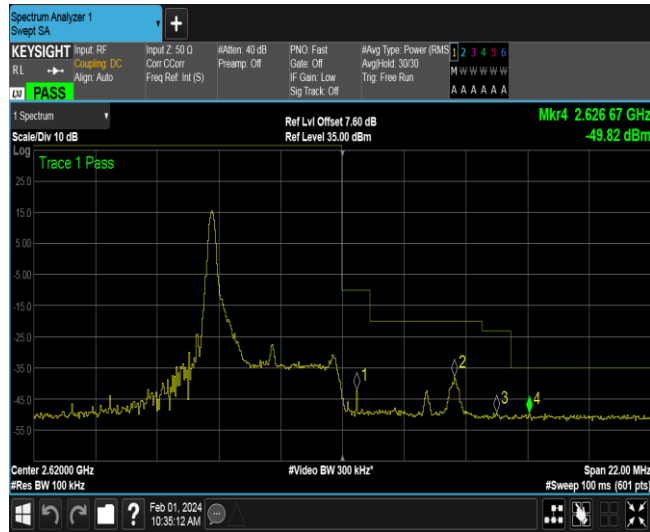 Spectrum Analyzer 1
Swept SA
+
KEYSIGHT
RL
LXI PASS
Input: RF
Coupling: DC
Align: Auto
Input Z: 50 Ω
Corr CCorr
Freq Ref: Int (S)
#Atten: 40 dB
Preamp: Off
PNO: Fast
Gate: Off
IF Gain: Low
Sig Track: Off
#Avg Type: Power (RMS
Avg|Hold: 30/30
Trig: Free Run
1 2 3 4 5 6
M W W W W W
A A A A A A
1 Spectrum
Scale/Div 10 dB
Ref Lvl Offset 7.60 dB
Ref Level 35.00 dBm
Mkr4 2.626 67 GHz
-49.82 dBm
Log
Trace 1 Pass
25.0
15.0
5.00
-5.00
-15.0
-25.0
-35.0
-45.0
-55.0
1
2
3
4
Center 2.62000 GHz
#Res BW 100 kHz
#Video BW 300 kHz*
Span 22.00 MHz
#Sweep 100 ms (601 pts)
?
Feb 01, 2024
10:35:12 AM